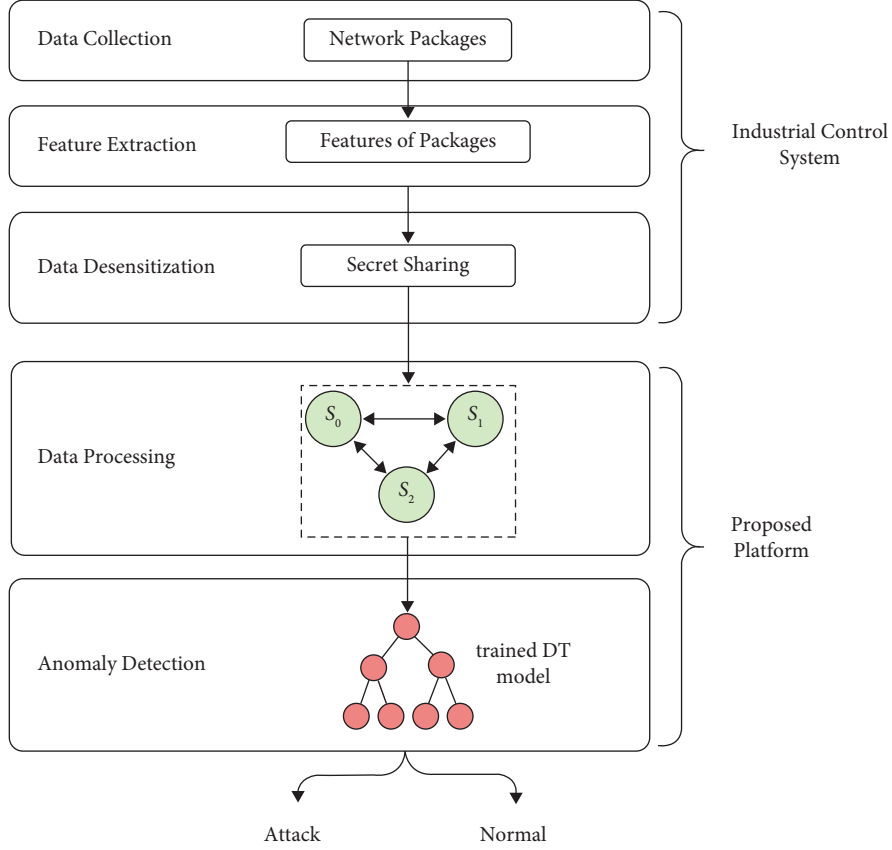 Data Collection
Network Packages
Feature Extraction
Features of Packages
Industrial Control
System
Data Desensitization
Secret Sharing
Data Processing
S0
S1
S2
Proposed
Platform
Anomaly Detection
trained DT
model
Attack
Normal